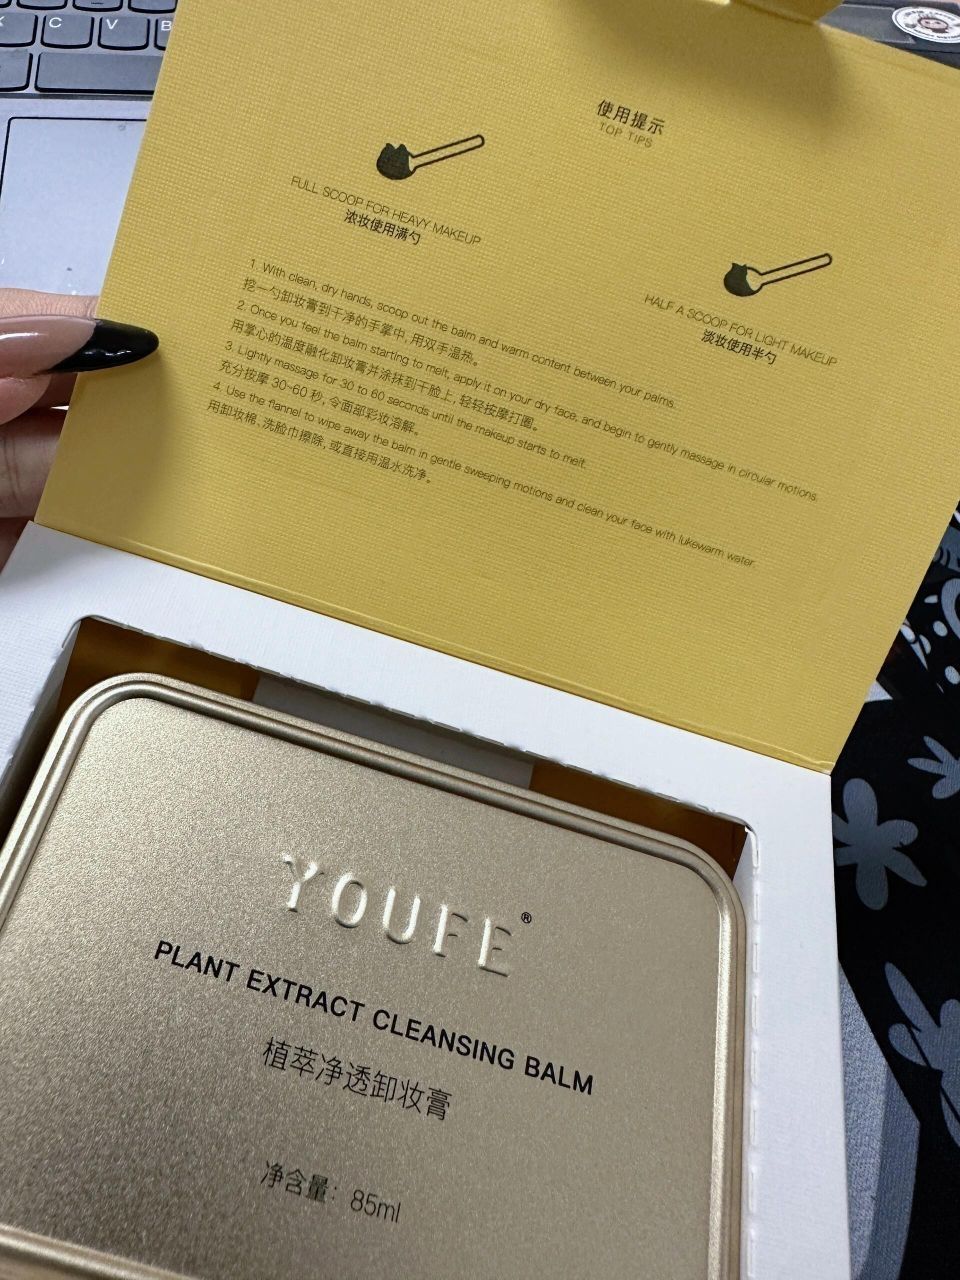 C V B
使用提示
TOP TIPS
FULL SCOOP FOR HEAVY MAKEUP
浓妆使用满勺
HALF A SCOOP FOR LIGHT MAKEUP
淡妆使用半勺
1. With clean, dry hands, scoop out the balm and warm content between your palms.
挖一勺卸妆膏到干净的手掌中, 用双手温热。
2. Once you feel the balm starting to melt, apply it on your dry face, and begin to gently massage in circular motions.
用掌心的温度融化卸妆膏并涂抹到干脸上, 轻轻按摩打圈。
3. Lightly massage for 30 to 60 seconds until the makeup starts to melt.
充分按摩 30~60 秒, 令面部彩妆溶解。
4. Use the flannel to wipe away the balm in gentle sweeping motions and clean your face with lukewarm water.
用卸妆棉、洗脸巾擦除, 或直接用温水洗净。
YOUFE®
PLANT EXTRACT CLEANSING BALM
植萃净透卸妆膏
净含量：85ml